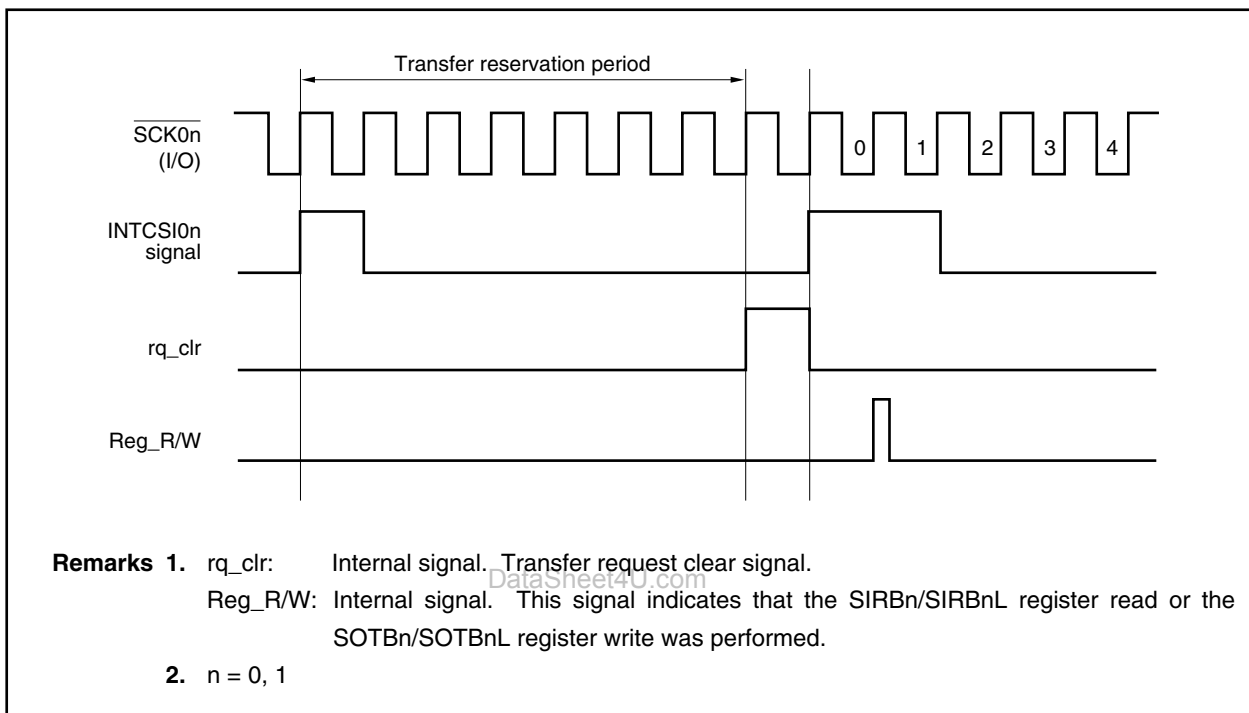 Transfer reservation period
SCK0n
(I/O)
0 1 2 3 4
INTCSI0n
signal
rq_clr
Reg_R/W
Remarks 1. rq_clr: Internal signal. Transfer request clear signal.
DataSheet4U.com
Reg_R/W: Internal signal. This signal indicates that the SIRBn/SIRBnL register read or the
SOTBn/SOTBnL register write was performed.
2. n = 0, 1